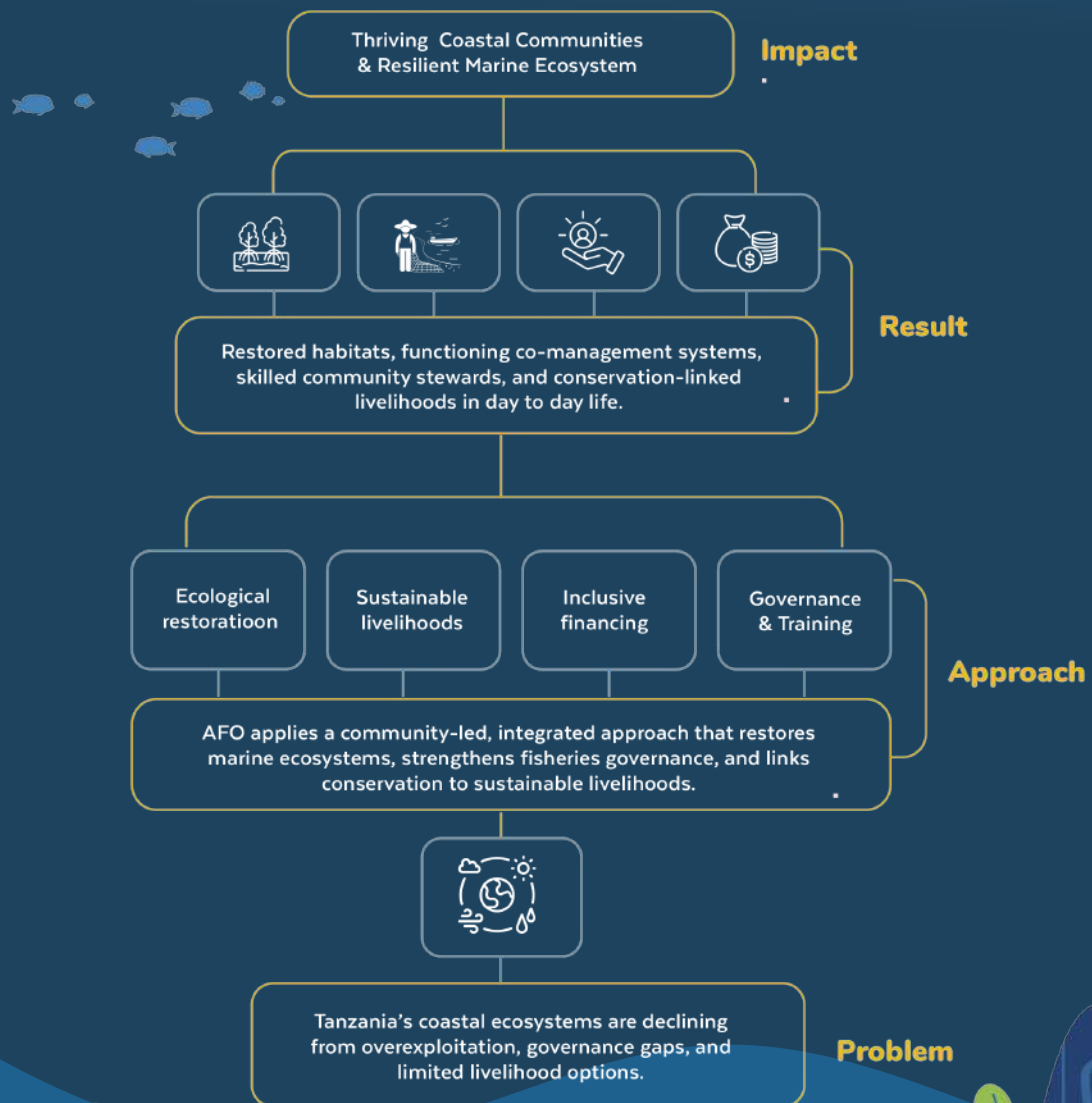 Thriving Coastal Communities
& Resilient Marine Ecosystem
Impact
Result
Restored habitats, functioning co-management systems,
skilled community stewards, and conservation-linked
livelihoods in day to day life.
Ecological
restoratioon
Sustainable
livelihoods
Inclusive
financing
Governance
& Training
Approach
AFO applies a community-led, integrated approach that restores
marine ecosystems, strengthens fisheries governance, and links
conservation to sustainable livelihoods.
Tanzania’s coastal ecosystems are declining
from overexploitation, governance gaps, and
limited livelihood options.
Problem